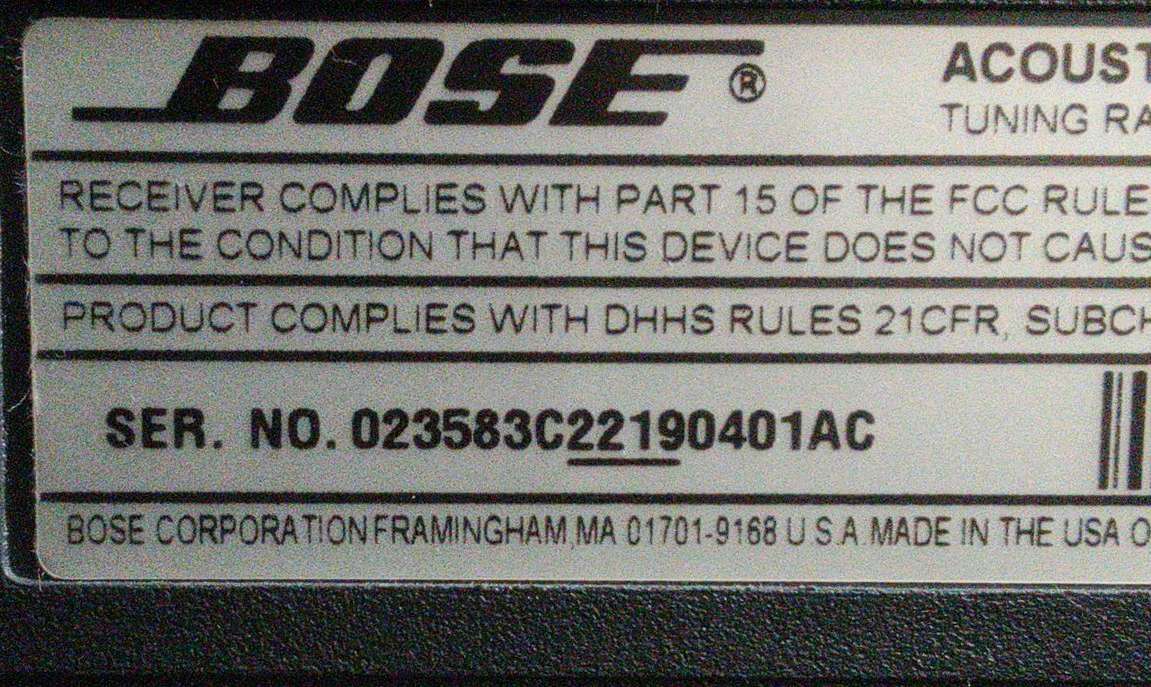 BOSE® ACOUST
TUNING RA
RECEIVER COMPLIES WITH PART 15 OF THE FCC RULE
TO THE CONDITION THAT THIS DEVICE DOES NOT CAUS
PRODUCT COMPLIES WITH DHHS RULES 21CFR, SUBCH
SER. NO. 023583C22190401AC
BOSE CORPORATION FRAMINGHAM,MA 01701-9168 U.S.A. MADE IN THE USA O